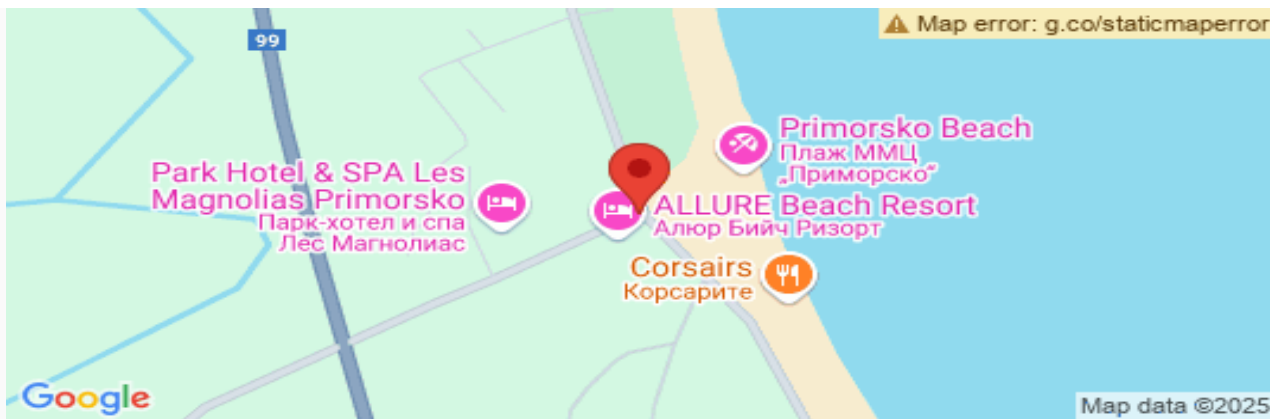 99
Map error: g.co/staticmaperror
Primorsko Beach
Плаж ММЦ
„Приморско“
Park Hotel & SPA Les
Magnolias Primorsko
Парк-хотел и спа
Лес Магнолиас
ALLURE Beach Resort
Алюр Бийч Ризорт
Corsairs
Корсарите
Google
Map data ©2025